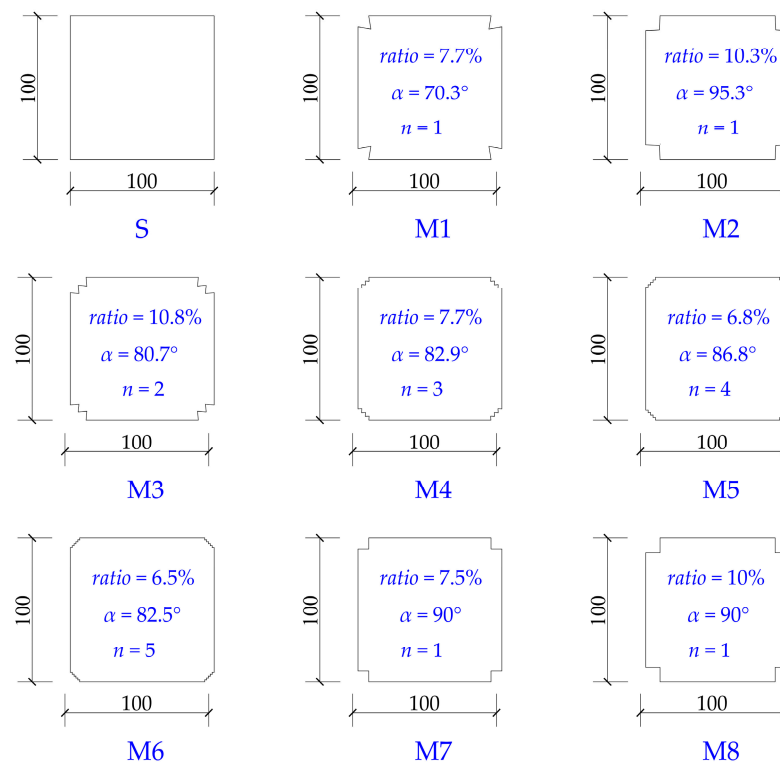 100
100
S
100
ratio = 7.7%
α = 70.3°
n = 1
100
M1
100
ratio = 10.3%
α = 95.3°
n = 1
100
M2
100
ratio = 10.8%
α = 80.7°
n = 2
100
M3
100
ratio = 7.7%
α = 82.9°
n = 3
100
M4
100
ratio = 6.8%
α = 86.8°
n = 4
100
M5
100
ratio = 6.5%
α = 82.5°
n = 5
100
M6
100
ratio = 7.5%
α = 90°
n = 1
100
M7
100
ratio = 10%
α = 90°
n = 1
100
M8